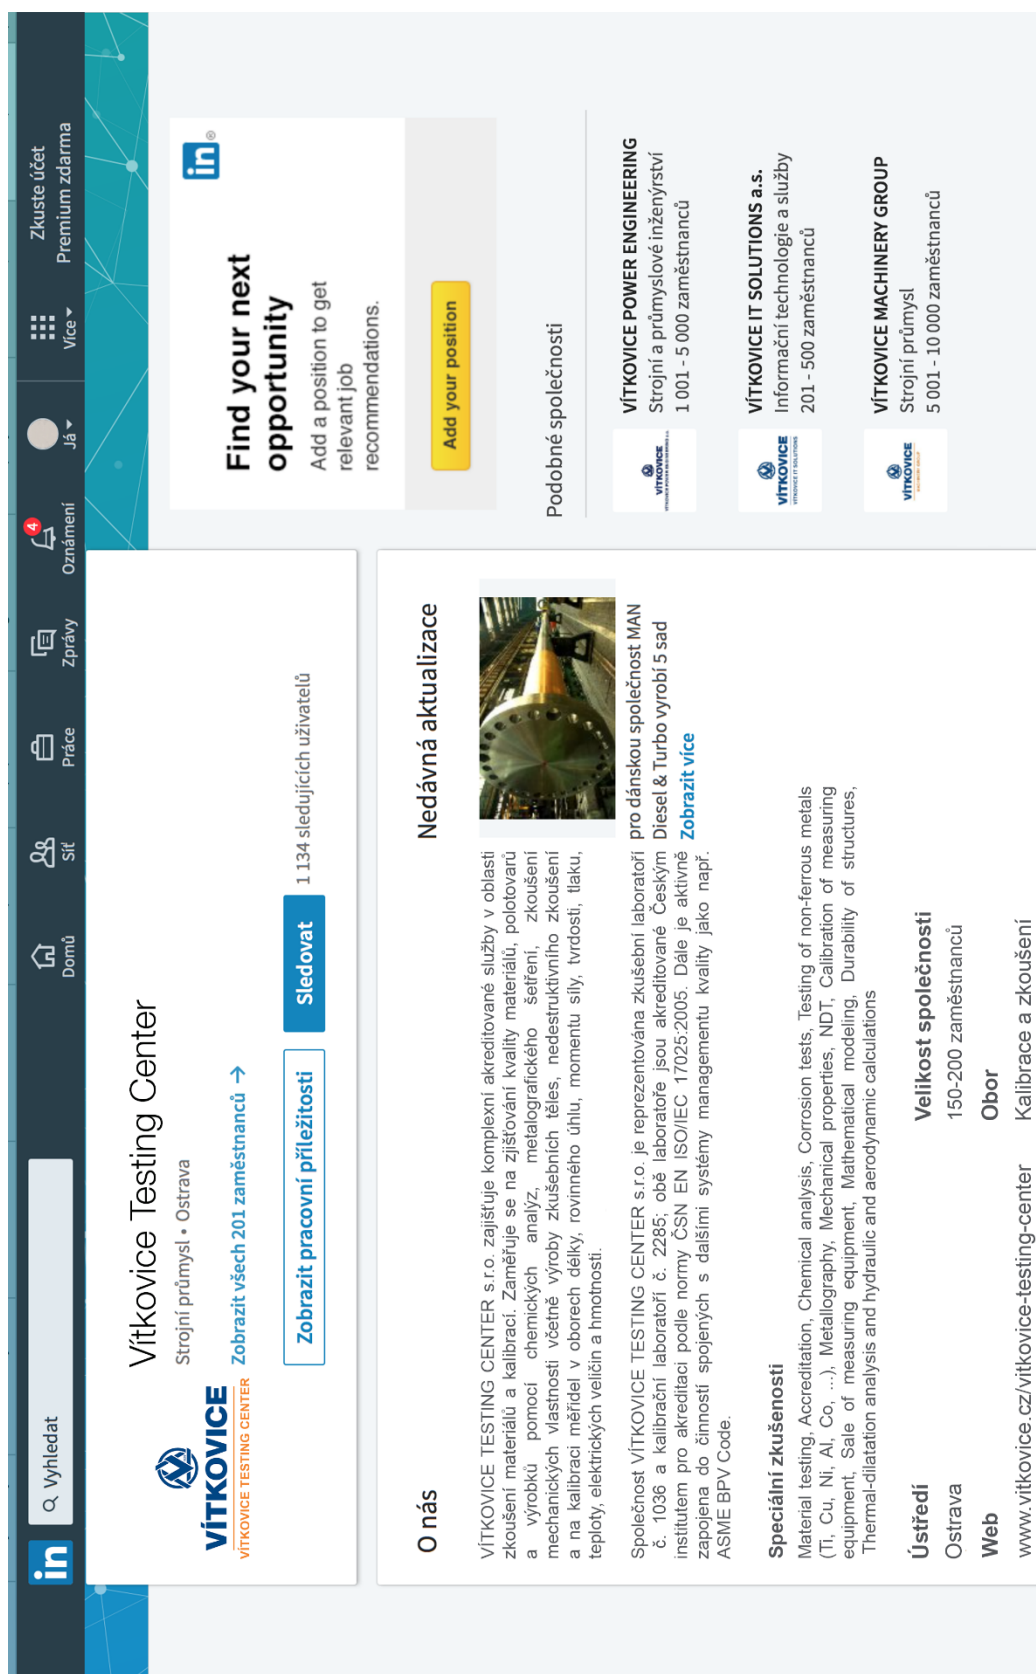 in
Vyhledat
Domů
Síť
Práce
Zprávy
4
Oznámení
Já
Více
Zkuste účet
Premium zdarma
VÍTKOVICE
VÍTKOVICE TESTING CENTER
Vítkovice Testing Center
Strojní průmysl • Ostrava
Zobrazit všech 201 zaměstnanců →
Zobrazit pracovní příležitosti
Sledovat
1 134 sledujících uživatelů
O nás
VÍTKOVICE TESTING CENTER s.r.o. zajišťuje komplexní akreditované služby v oblasti
zkoušení materiálů a kalibrací. Zaměřuje se na zjišťování kvality materiálů, polotovarů
a výrobků pomocí chemických analýz, metalografického šetření, zkoušení
mechanických vlastností včetně výroby zkušebních těles, nedestruktivního zkoušení
a na kalibraci měřidel v oborech délky, rovinného úhlu, momentu síly, tvrdosti, tlaku,
teploty, elektrických veličin a hmotnosti.
Společnost VÍTKOVICE TESTING CENTER s.r.o. je reprezentována zkušební laboratoří
č. 1036 a kalibrační laboratoří č. 2285; obě laboratoře jsou akreditované Českým
institutem pro akreditaci podle normy ČSN EN ISO/IEC 17025:2005. Dále je aktivně
zapojena do činností spojených s dalšími systémy managementu kvality jako např.
ASME BPV Code.
Speciální zkušenosti
Material testing, Accreditation, Chemical analysis, Corrosion tests, Testing of non-ferrous metals
(Ti, Cu, Ni, Al, Co, ...), Metallography, Mechanical properties, NDT, Calibration of measuring
equipment, Sale of measuring equipment, Mathematical modeling, Durability of structures,
Thermal-dilatation analysis and hydraulic and aerodynamic calculations
Ústředí
Ostrava
Web
www.vitkovice.cz/vitkovice-testing-center
Velikost společnosti
150-200 zaměstnanců
Obor
Kalibrace a zkoušení
Nedávná aktualizace
pro dánskou společnost MAN
Diesel & Turbo vyrobí 5 sad
Zobrazit více
Find your next
opportunity
in
Add a position to get
relevant job
recommendations.
Add your position
Podobné společnosti
VÍTKOVICE
VÍTKOVICE POWER ENGINEERING a.s.
VÍTKOVICE POWER ENGINEERING
Strojní a průmyslové inženýrství
1 001 - 5 000 zaměstnanců
VÍTKOVICE
VÍTKOVICE IT SOLUTIONS
VÍTKOVICE IT SOLUTIONS a.s.
Informační technologie a služby
201 - 500 zaměstnanců
VÍTKOVICE
MACHINERY GROUP
VÍTKOVICE MACHINERY GROUP
Strojní průmysl
5 001 - 10 000 zaměstnanců